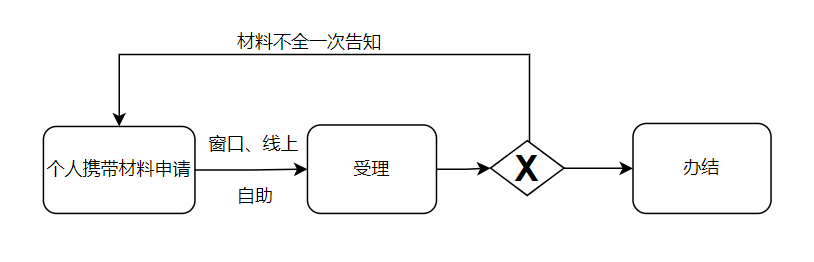 材料不全一次告知
个人携带材料申请
窗口、线上
自助
受理
X
办结